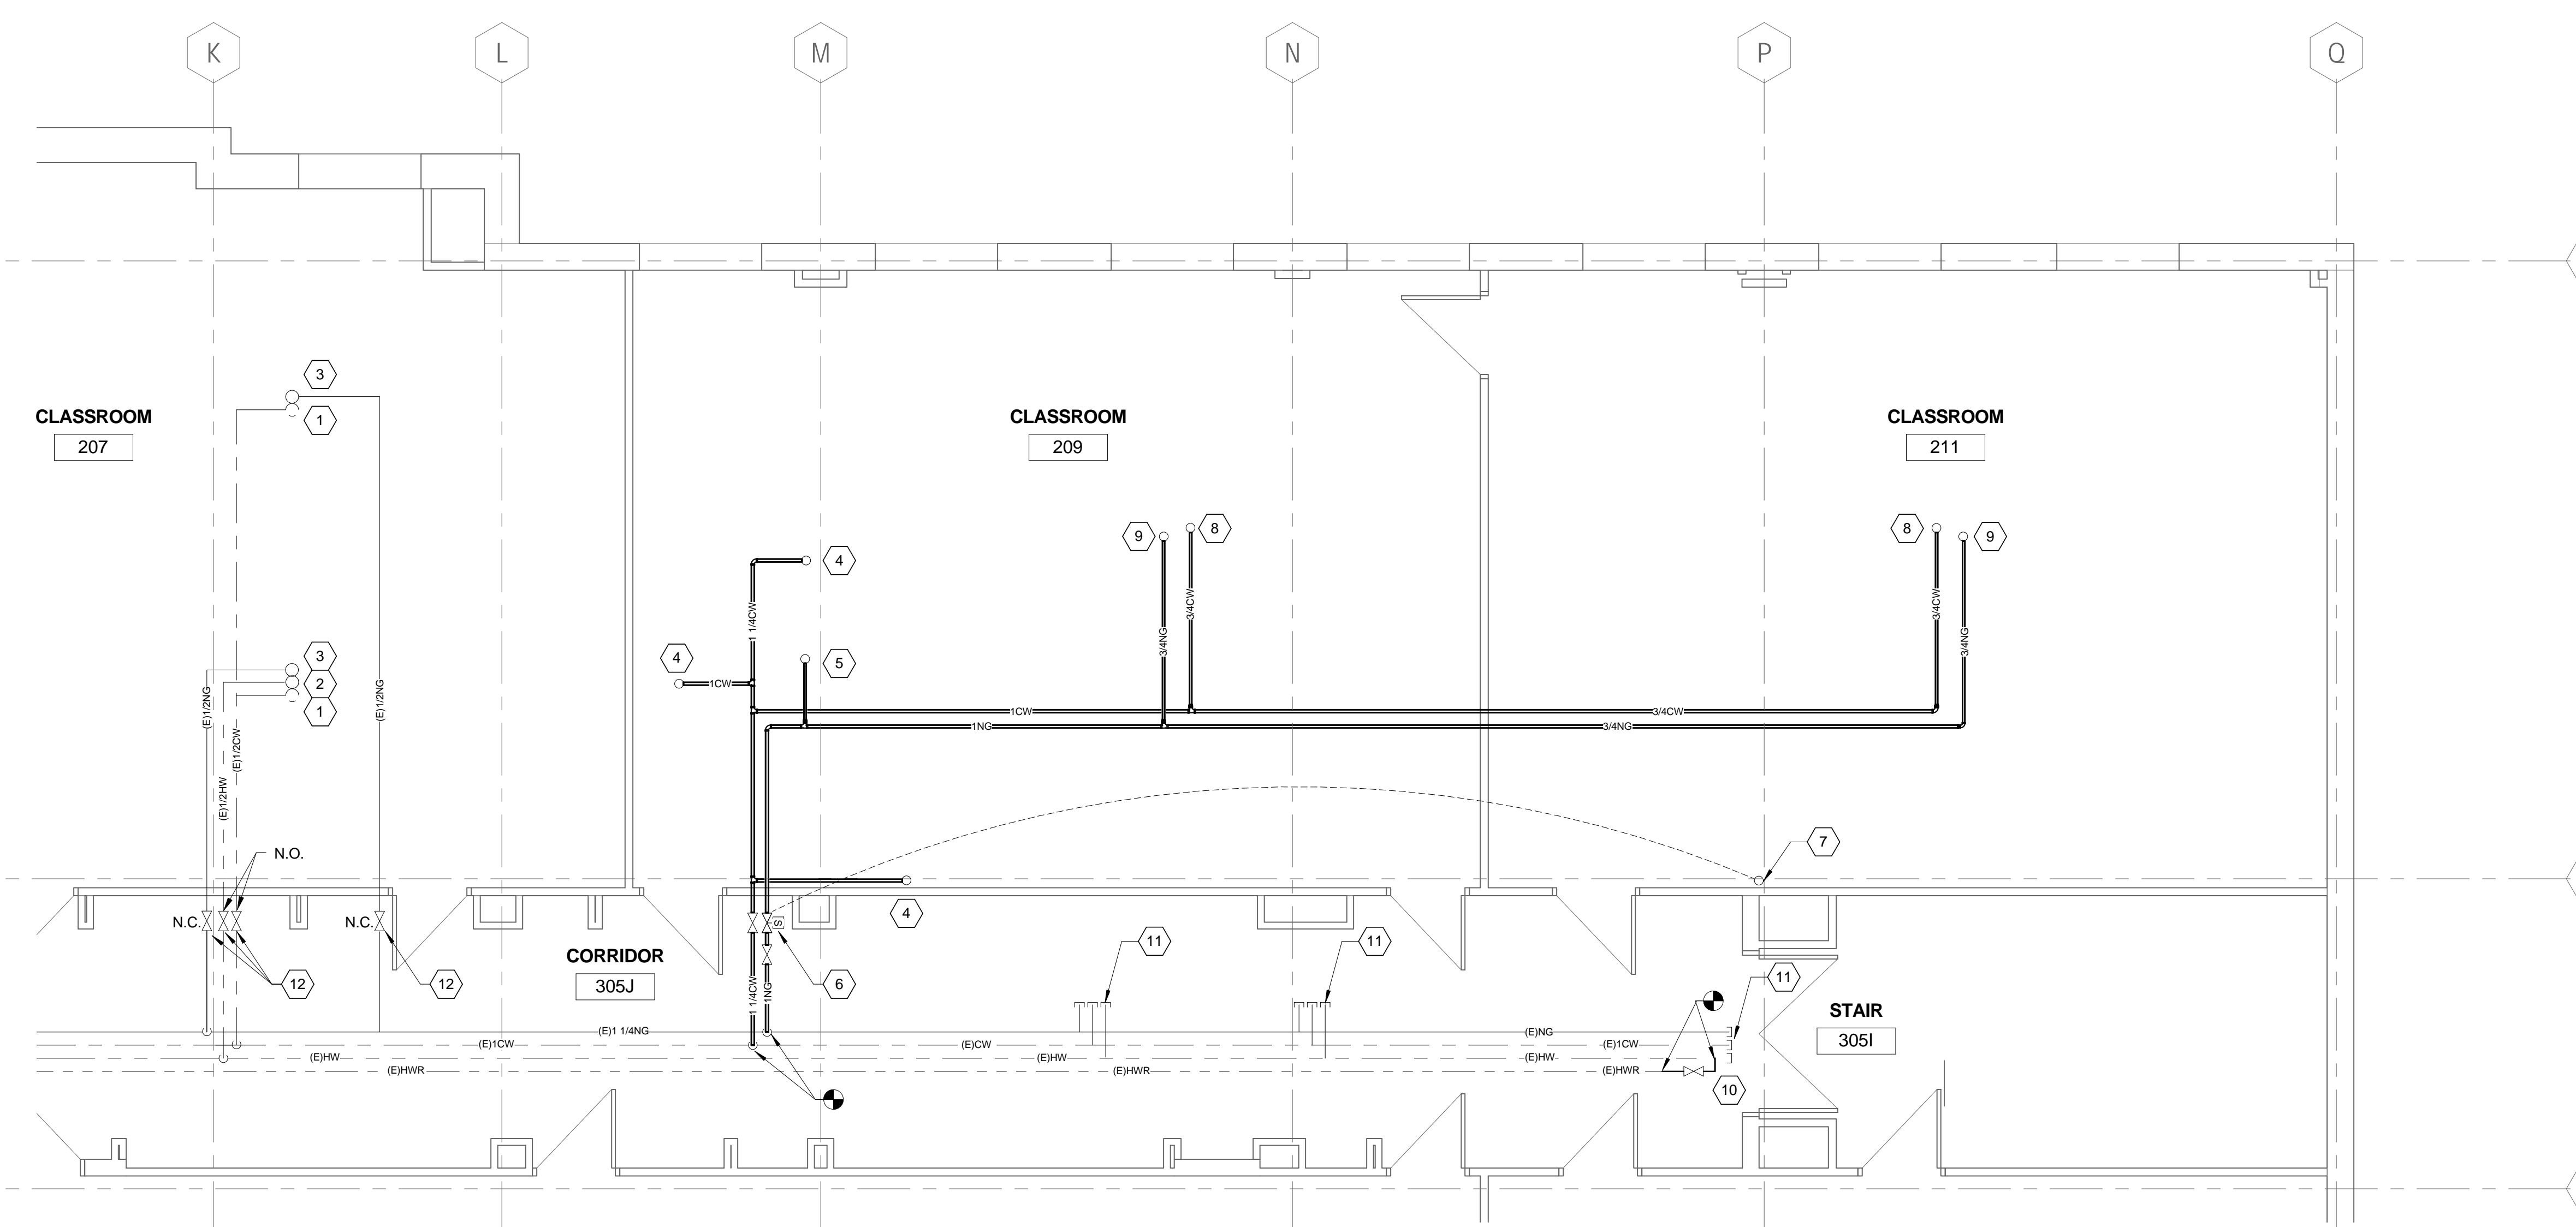 K
L
M
N
P
Q
3
1
CLASSROOM
207
CLASSROOM
209
CLASSROOM
211
9
8
8
9
4
1 1/4CW
3/4CW
3/4NG
3/4CW
3/4NG
3
2
1
4
5
1CW
(E)1/2NG
(E)1/2NG
(E)1/2CW
(E)1/2HW
1CW
3/4CW
1NG
3/4NG
7
N.O.
N.C.
N.C.
S
4
12
12
CORRIDOR
305J
6
11
11
11
1 1/4CW
1NG
STAIR
305I
(E)1 1/4NG
(E)NG
(E)1CW
(E)CW
(E)1CW
(E)HW
(E)HW
(E)HW
(E)HWR
(E)HWR
(E)HWR
10